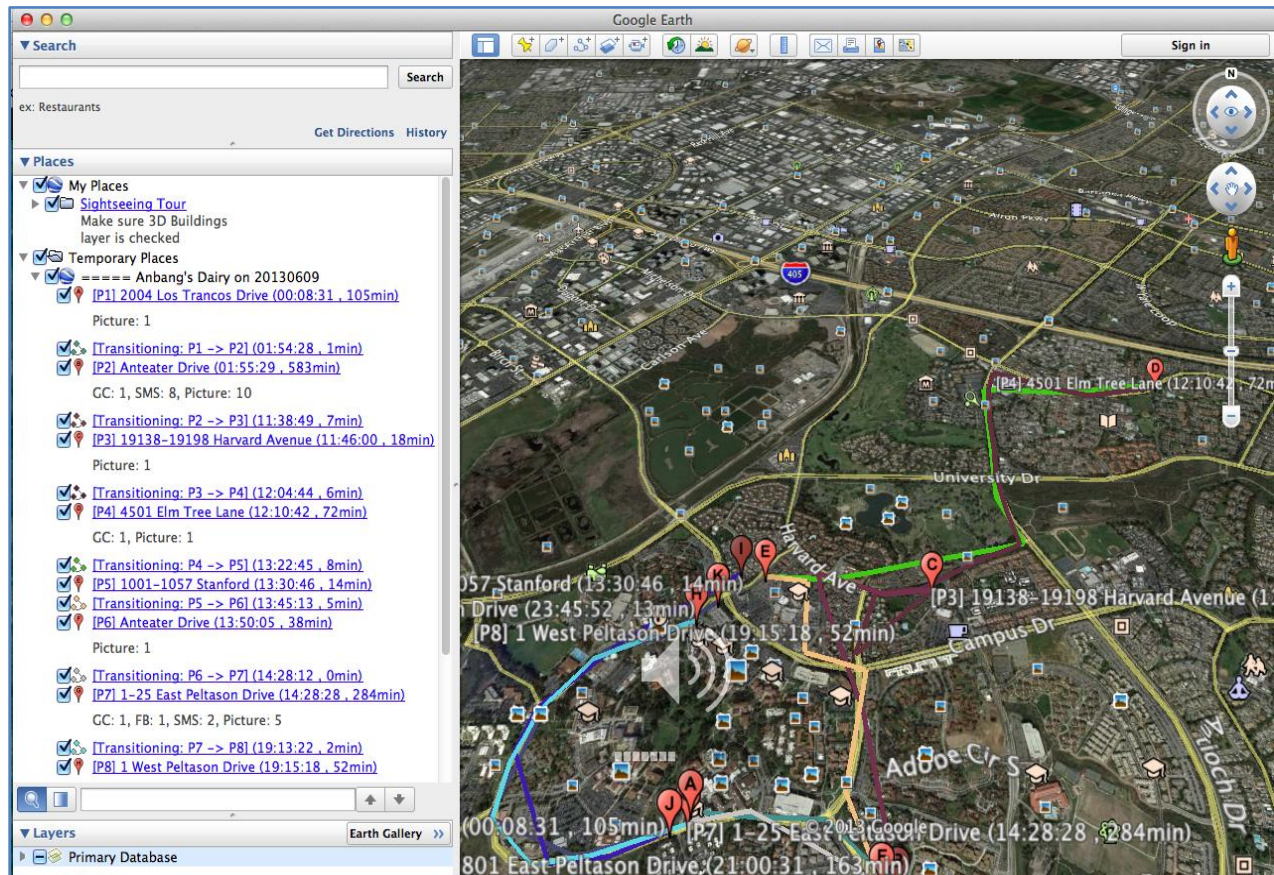 Google Earth
▼ Search
Search
ex: Restaurants
Get Directions History
▼ Places
My Places
Sightseeing Tour
Make sure 3D Buildings
layer is checked
Temporary Places
===== Anbang's Dairy on 20130609
[P1] 2004 Los Trancos Drive (00:08:31 , 105min)
Picture: 1
[Transitioning: P1 -> P2] (01:54:28 , 1min)
[P2] Anteater Drive (01:55:29 , 583min)
GC: 1, SMS: 8, Picture: 10
[Transitioning: P2 -> P3] (11:38:49 , 7min)
[P3] 19138-19198 Harvard Avenue (11:46:00 , 18min)
Picture: 1
[Transitioning: P3 -> P4] (12:04:44 , 6min)
[P4] 4501 Elm Tree Lane (12:10:42 , 72min)
GC: 1, Picture: 1
[Transitioning: P4 -> P5] (13:22:45 , 8min)
[P5] 1001-1057 Stanford (13:30:46 , 14min)
[Transitioning: P5 -> P6] (13:45:13 , 5min)
[P6] Anteater Drive (13:50:05 , 38min)
Picture: 1
[Transitioning: P6 -> P7] (14:28:12 , 0min)
[P7] 1-25 East Peltason Drive (14:28:28 , 284min)
GC: 1, FB: 1, SMS: 2, Picture: 5
[Transitioning: P7 -> P8] (19:13:22 , 2min)
[P8] 1 West Peltason Drive (19:15:18 , 52min)
▼ Layers
Earth Gallery >>
Primary Database
Sign in
N
405
Carlson Ave
D
[P4] 4501 Elm Tree Lane (12:10:42 , 72m
University Dr
Harvard Ave
I
E
C
K
H
057 Stanford (13:30:46 , 14min)
[P3] 19138-19198 Harvard Avenue (1
n Drive (23:45:52 , 13min)
[P8] 1 West Peltason Drive (19:15:18 , 52min)
Campus Dr
Adobe Cir S
Antioch Dr
A
J
(00:08:31 , 105min)
[P7] 1-25 East Peltason Drive (14:28:28 , 284min)
© 2013 Google
801 East Peltason Drive (21:00:31 , 163min)
F